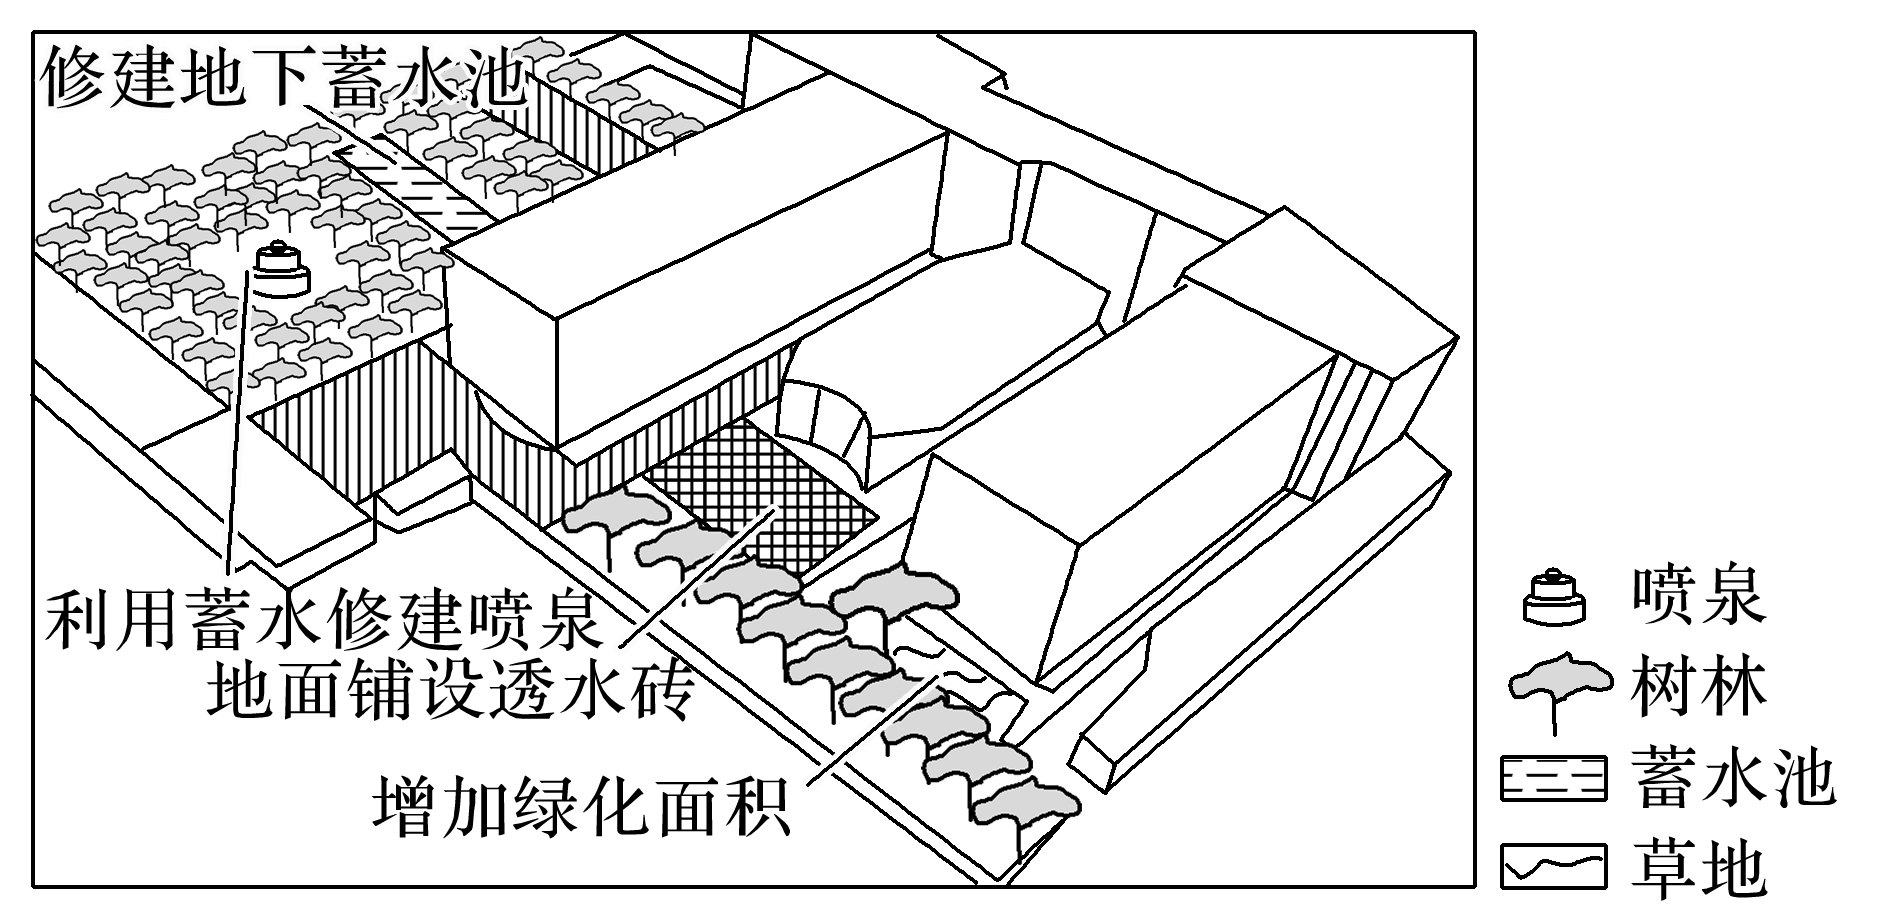 修建地下蓄水池
利用蓄水修建喷泉
地面铺设透水砖
增加绿化面积
喷泉
树林
蓄水池
草地